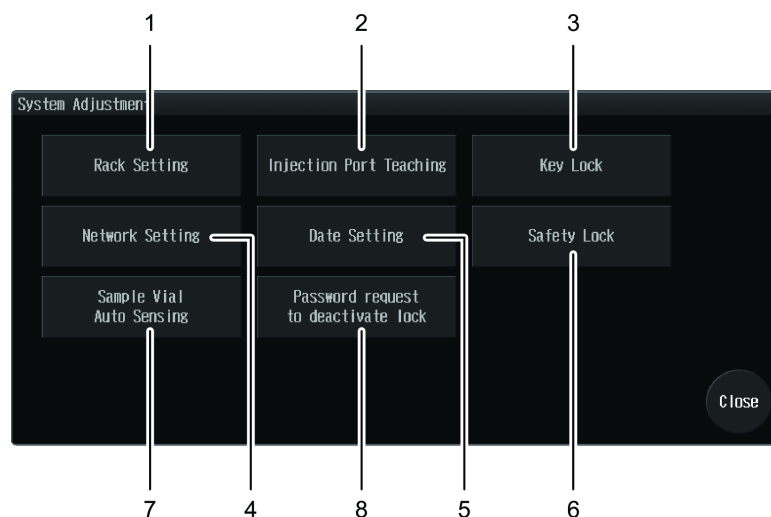 1 2 3
System Adjustment
Rack Setting Injection Port Teaching Key Lock
Network Setting Date Setting Safety Lock
Sample Vial
Auto Sensing
Password request
to deactivate lock
Close
7 4 8 5 6